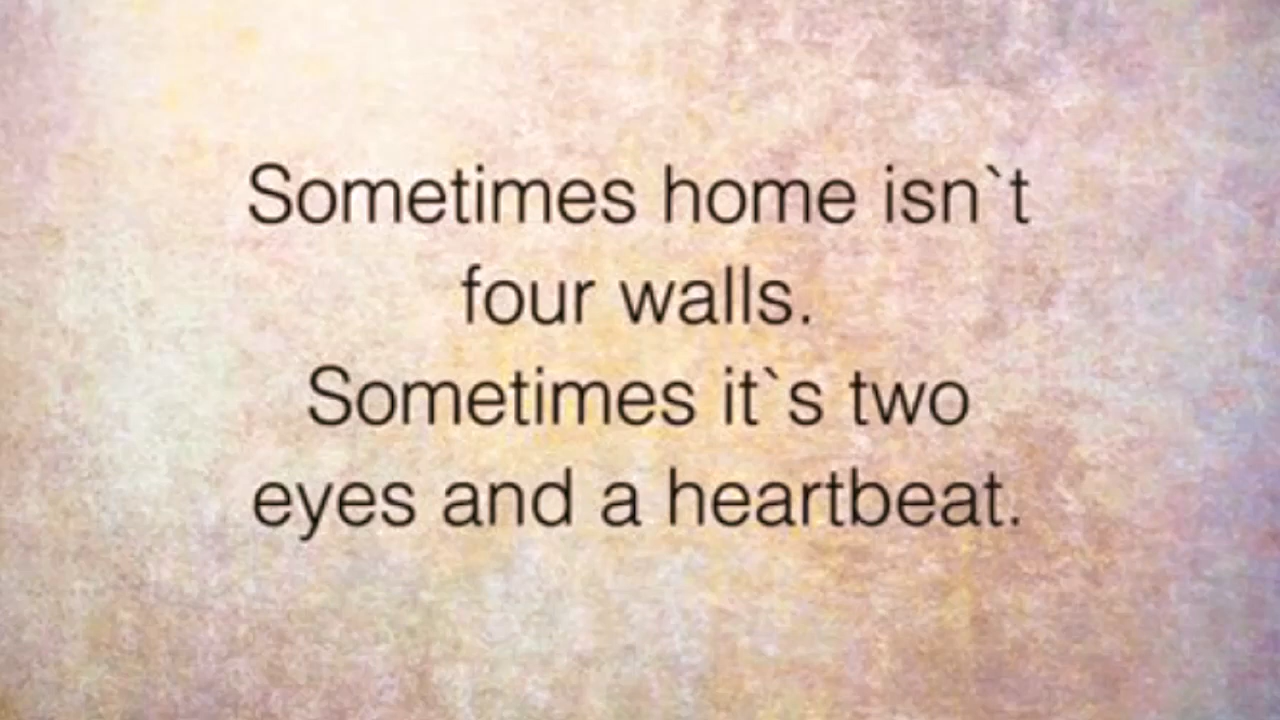 Sometimes home isn`t
four walls.
Sometimes it`s two
eyes and a heartbeat.